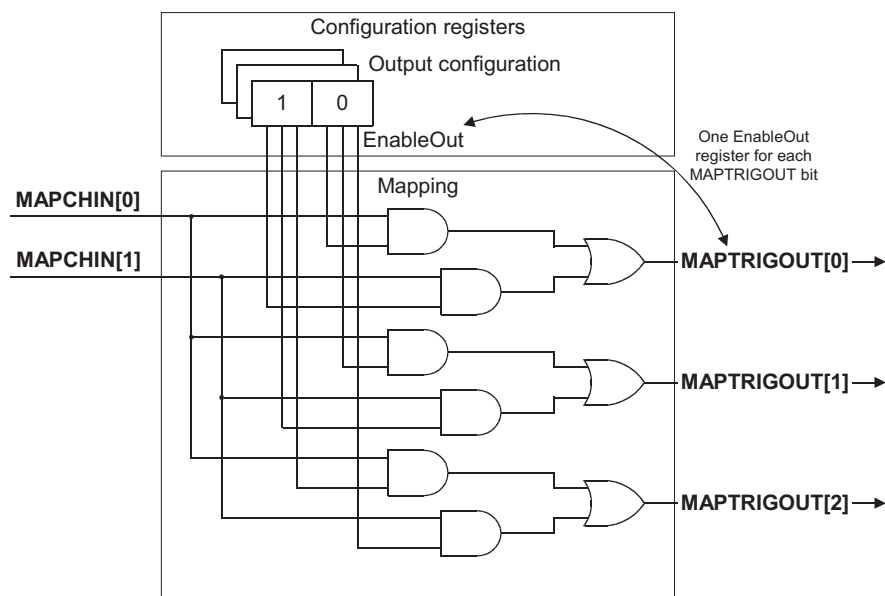 Configuration registers
Output configuration
1 0
EnableOut
One EnableOut
register for each
MAPTRIGOUT bit
Mapping
MAPCHIN[0]
MAPCHIN[1]
MAPTRIGOUT[0]
MAPTRIGOUT[1]
MAPTRIGOUT[2]